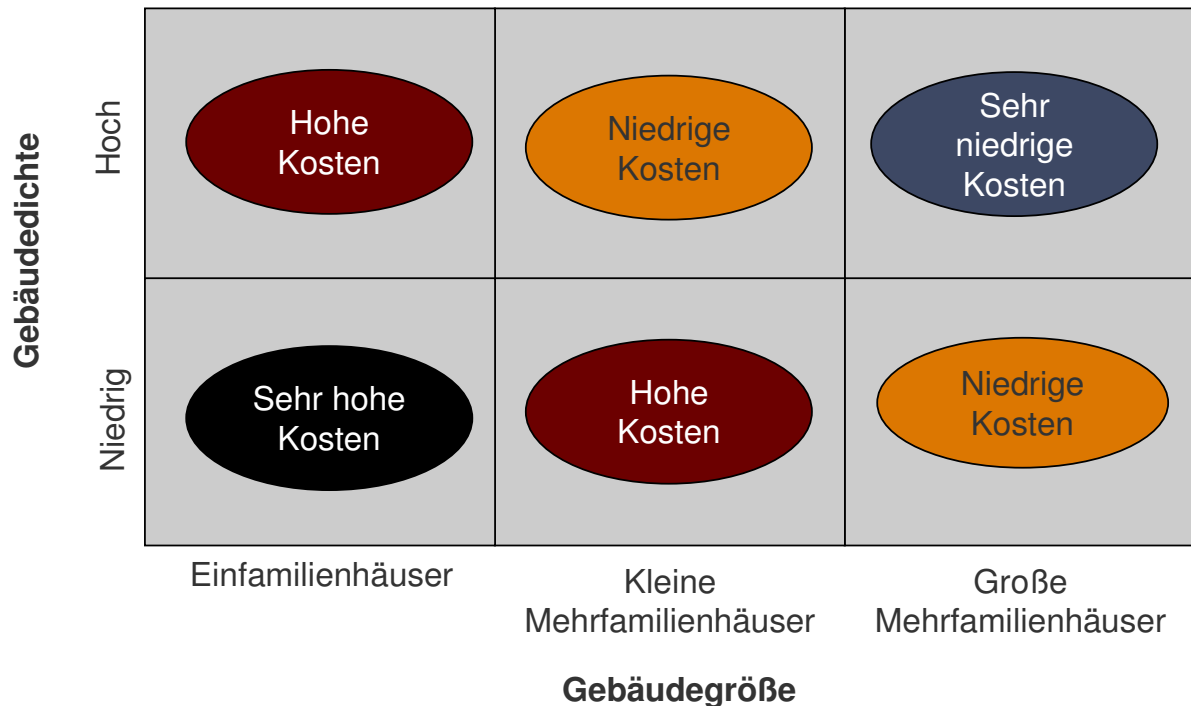 Gebäudedichte
Hoch
Hohe
Kosten
Niedrige
Kosten
Sehr
niedrige
Kosten
Niedrig
Sehr hohe
Kosten
Hohe
Kosten
Niedrige
Kosten
Einfamilienhäuser
Kleine
Mehrfamilienhäuser
Große
Mehrfamilienhäuser
Gebäudegröße